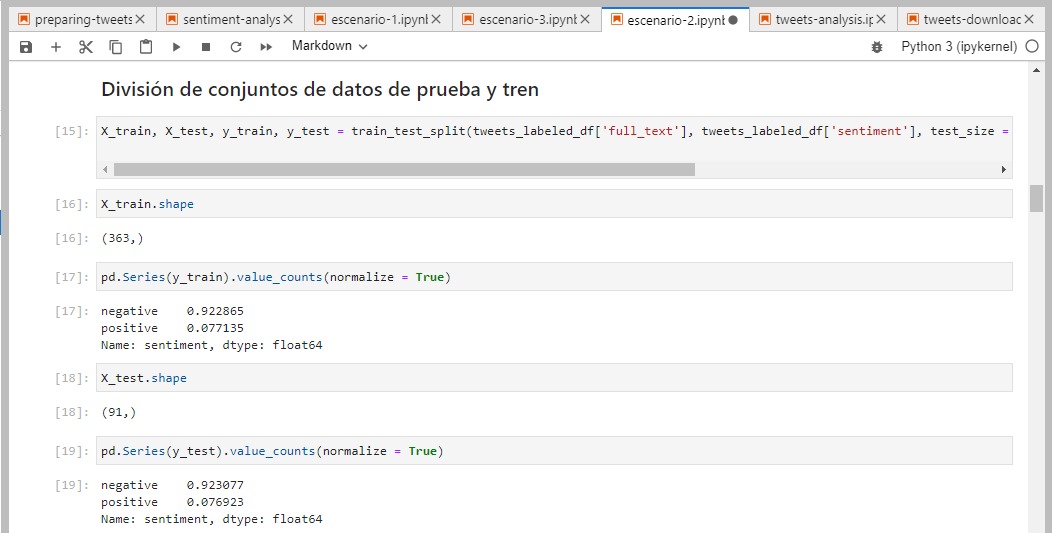 preparing-tweets
sentiment-analys
escenario-1.ipynb
escenario-3.ipynb
escenario-2.ipynb
tweets-analysis.ip
tweets-download
Markdown
Python 3 (ipykernel)
División de conjuntos de datos de prueba y tren
[15]: X_train, X_test, y_train, y_test = train_test_split(tweets_labeled_df['full_text'], tweets_labeled_df['sentiment'], test_size =
[16]: X_train.shape
[16]: (363,)
[17]: pd.Series(y_train).value_counts(normalize = True)
[17]: negative 0.922865
positive 0.077135
Name: sentiment, dtype: float64
[18]: X_test.shape
[18]: (91,)
[19]: pd.Series(y_test).value_counts(normalize = True)
[19]: negative 0.923077
positive 0.076923
Name: sentiment, dtype: float64